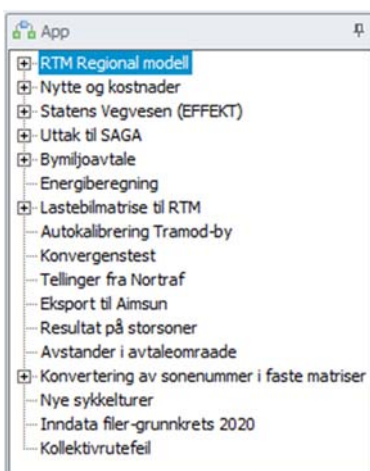 App
RTM Regional modell
Nytte og kostnader
Statens Vegvesen (EFFEKT)
Uttak til SAGA
Bymiljoavtale
Energiberegning
Lastebilmatrise til RTM
Autokalibrering Tramod-by
Konvergenstest
Tellinger fra Nortraf
Eksport til Aimsun
Resultat på storsoner
Avstander i avtaleomraade
Konvertering av sonenummer i faste matriser
Nye sykkelturer
Inndata filer-grunnkrets 2020
Kollektivrutefeil